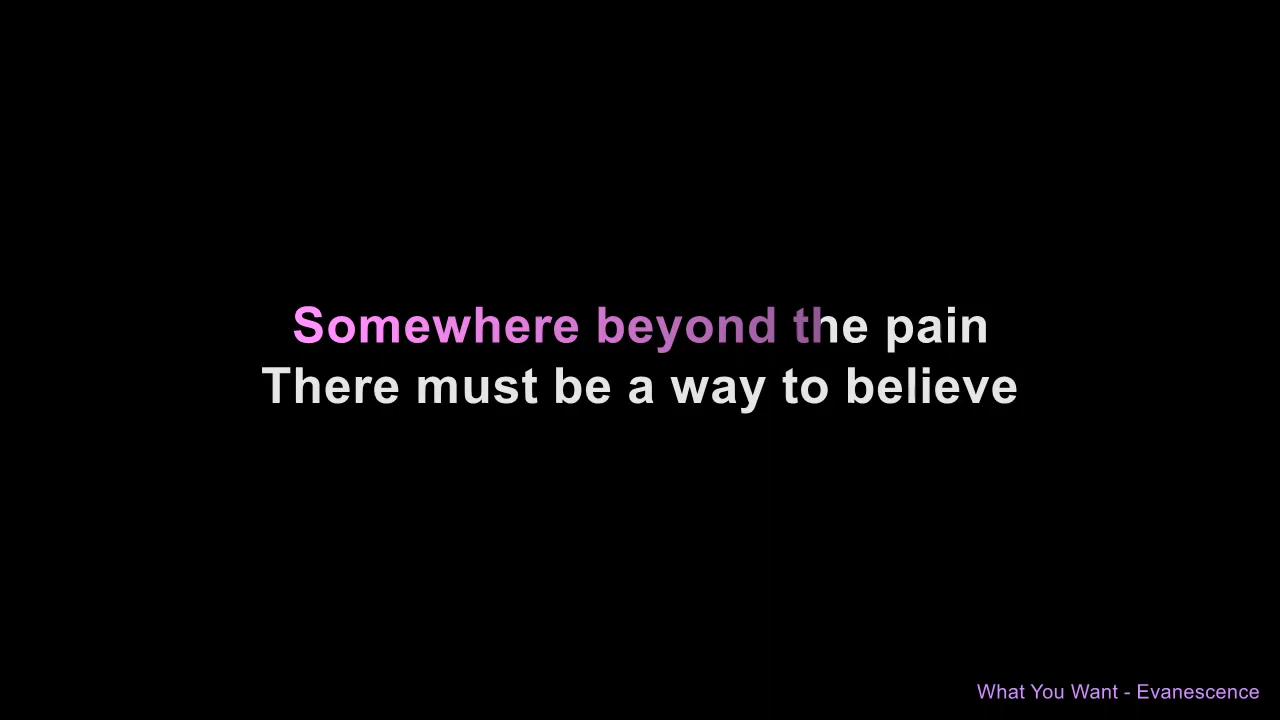 Somewhere beyond the pain
There must be a way to believe
What You Want - Evanescence